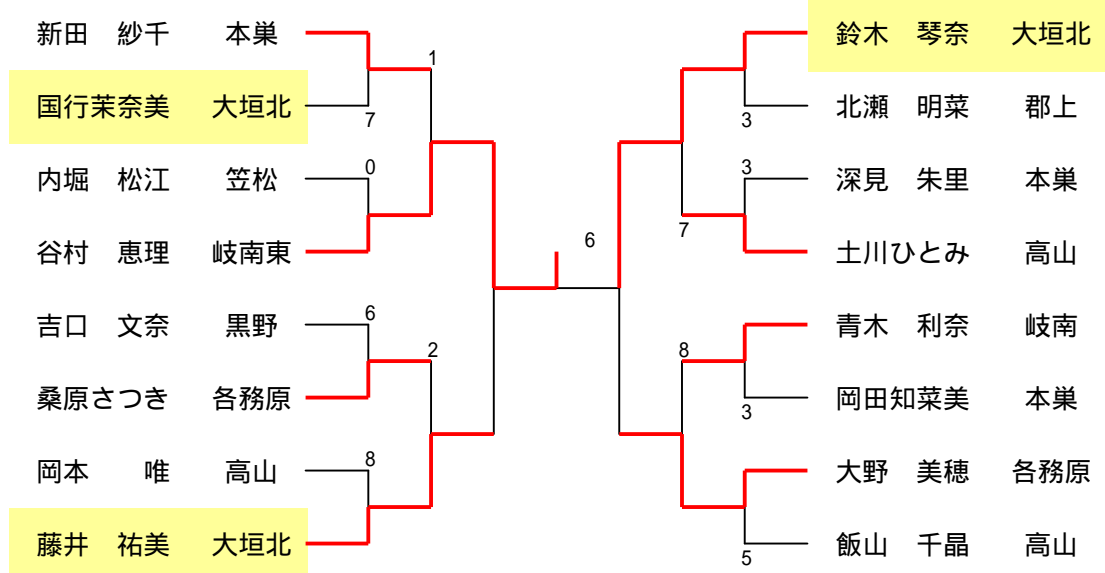 新田　紗千　本巣
国行茉奈美　大垣北
内堀　松江　笠松
谷村　恵理　岐南東
吉口　文奈　黒野
桑原さつき　各務原
岡本　唯　高山
藤井　祐美　大垣北
1
7
0
6
2
8
6
鈴木　琴奈　大垣北
北瀬　明菜　郡上
深見　朱里　本巣
土川ひとみ　高山
青木　利奈　岐南
岡田知菜美　本巣
大野　美穂　各務原
飯山　千晶　高山
3
3
7
8
3
5